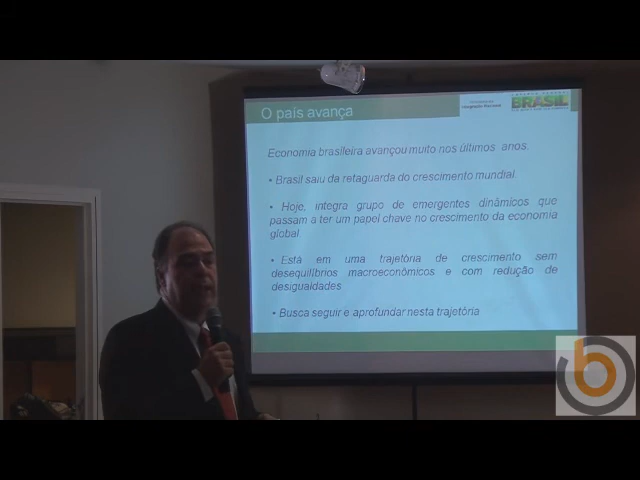 O país avança
Integração Nacional
BRASIL
Economia brasileira avançou muito nos últimos anos.
• Brasil saiu da retaguarda do crescimento mundial.
• Hoje, integra grupo de emergentes dinâmicos que
passam a ter um papel chave no crescimento da economia
global.
• Está em uma trajetória de crescimento sem
desequilíbrios macroeconômicos e com redução de
desigualdades
• Busca seguir e aprofundar nesta trajetória
b